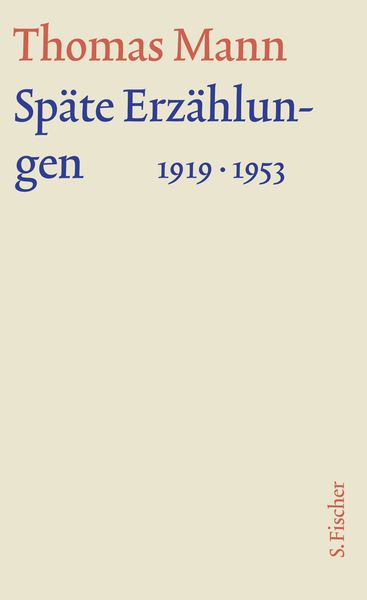 Thomas Mann
Späte Erzählun-
gen 1919 · 1953
S. Fischer